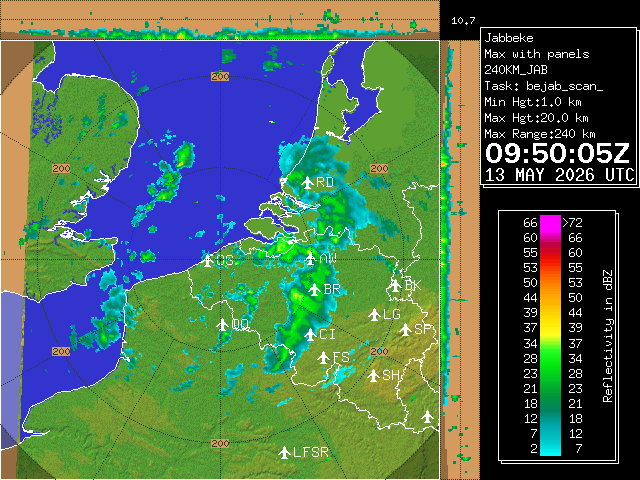 10.7
Jabbeke
Max with panels
240KM_JAB
Task: bejab_scan_
Min Hgt:1.0 km
Max Hgt:20.0 km
Max Range:240 km
09:50:05Z
13 MAY 2026 UTC
200
200
200
RD
OS
AW
BR
BK
LG
QO
CI
SP
200
FS
200
SH
200
LFSR
66 >72
60 66
55 60
53 55
50 53
44 50
39 44
37 39
34 37
28 34
23 28
21 23
18 21
12 18
7 12
2 7
Reflectivity in dBZ